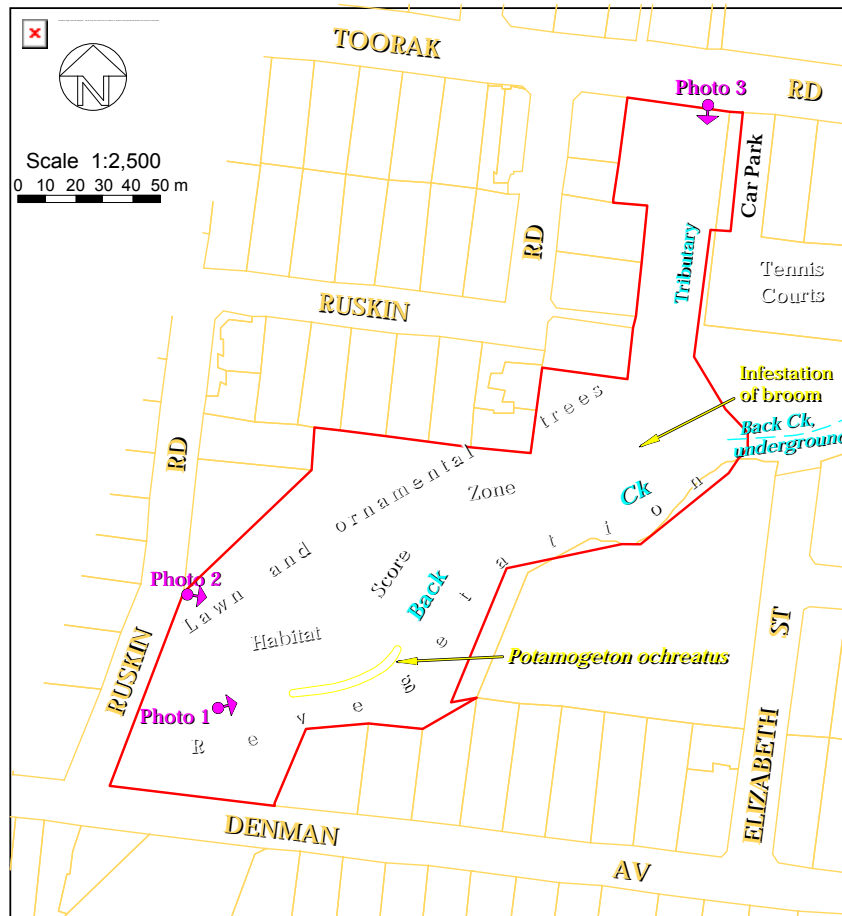 TOORAK RD
Photo 3
N
Scale 1:2,500
0 10 20 30 40 50 m
Car Park
RD
Tributary
Tennis
Courts
RUSKIN
Infestation
of broom
Lawn and ornamental trees
Back Ck,
underground
RD
Zone
Ck
Score
Photo 2
Back
Habitat
RUSKIN
ST
Potamogeton ochreatus
Photo 1
Revegetation
ELIZABETH
DENMAN
AV